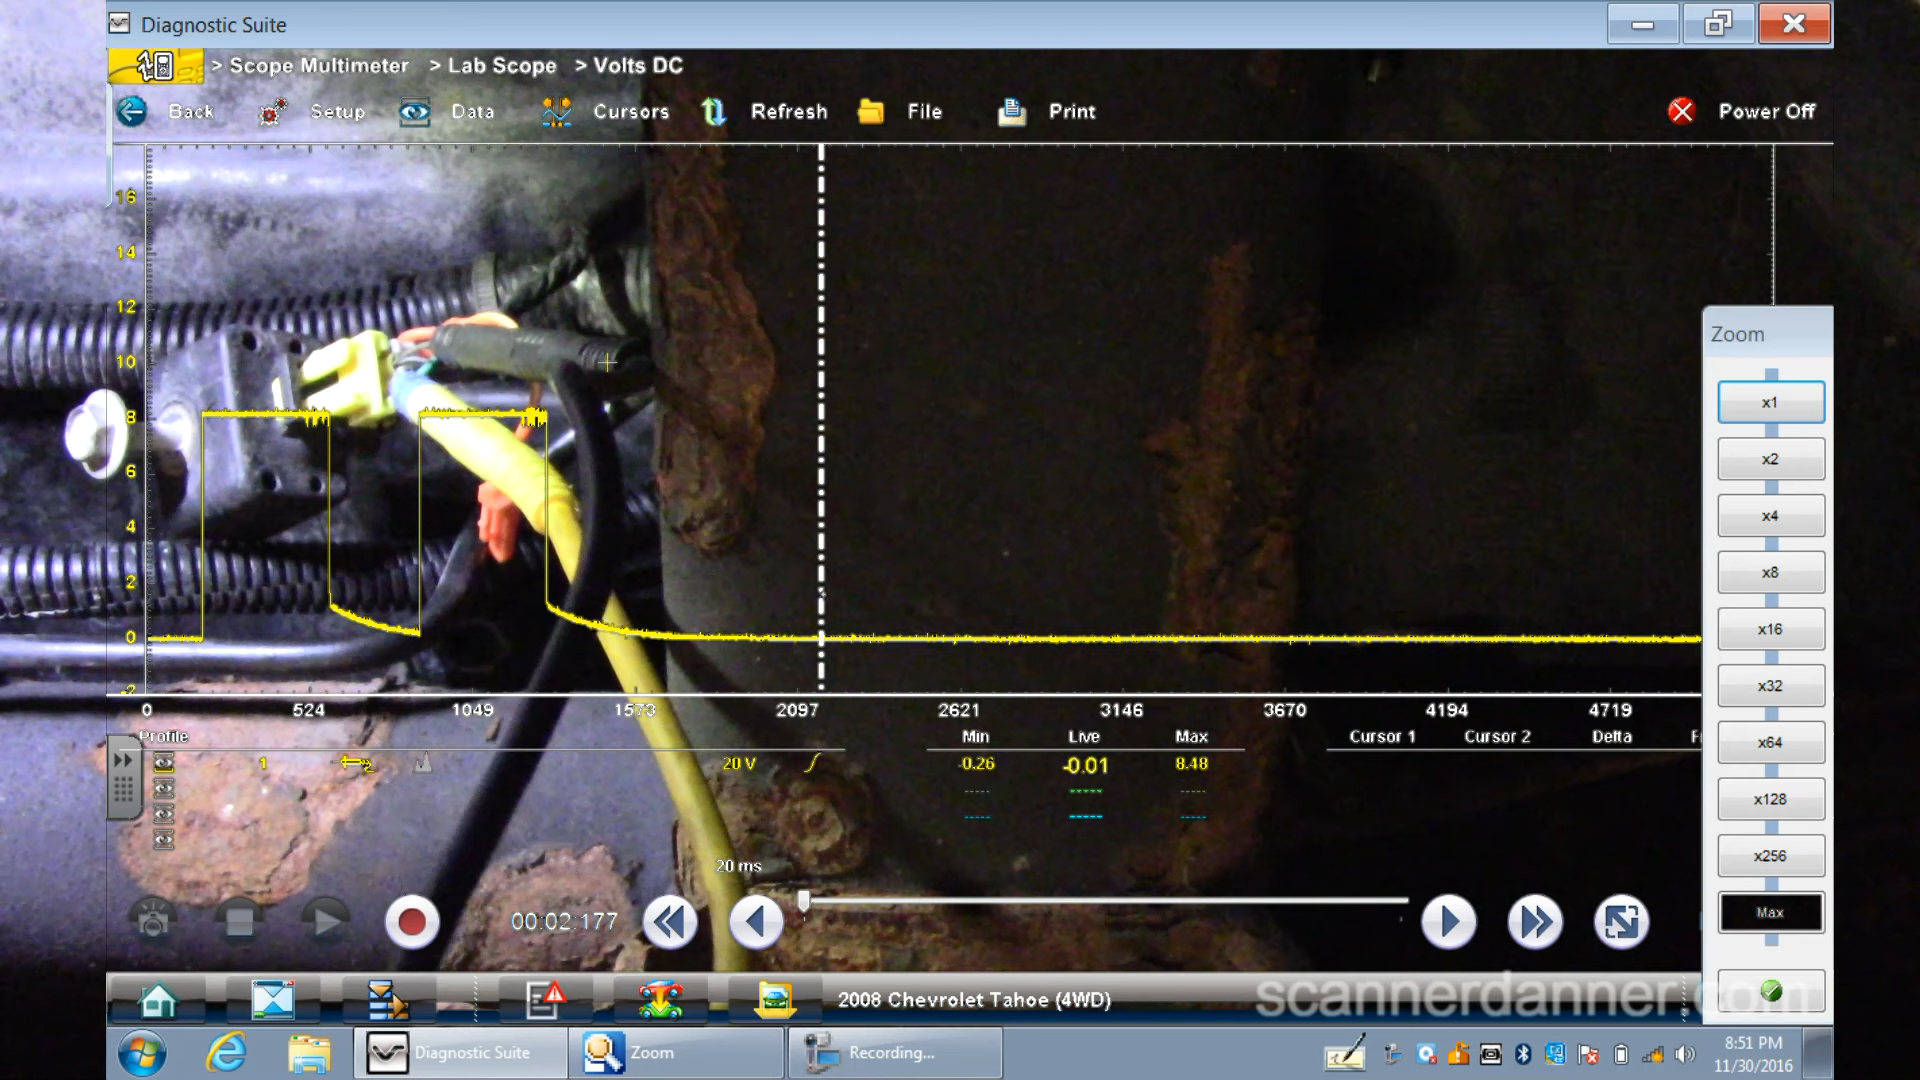 Diagnostic Suite
> Scope Multimeter > Lab Scope > Volts DC
Back Setup Data Cursors Refresh File Print Power Off
16
14
12
10
8
6
4
2
0
-2
0 524 1049 1573 2097 2621 3146 3670 4194 4719
Zoom
x1
x2
x4
x8
x16
x32
x64
x128
x256
Max
Profile Min Live Max Cursor 1 Cursor 2 Delta
1 20 V -0.26 -0.01 8.48
20 ms
00:02:177
2008 Chevrolet Tahoe (4WD)
scannerdanner.com
Diagnostic Suite Zoom Recording...
8:51 PM
11/30/2016